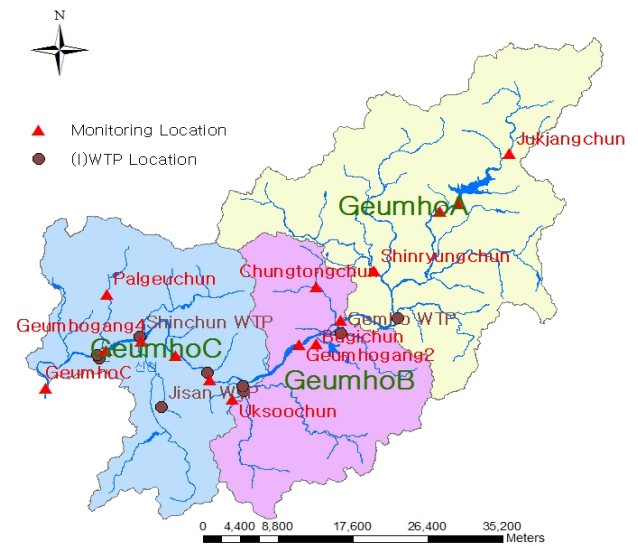 N
Monitoring Location
(I)WTP Location
Jukjangchun
GeumhoA
Shinryungchun
Chungtongchun
Palgeuchun
Geumhogang4
Shinchun WTP
Gemho WTP
Bugichun
GeumhoC
Geumhogang2
GeumhoC
Jisan WTP
GeumhoB
Uksoochun
0 4,400 8,800 17,600 26,400 35,200
Meters